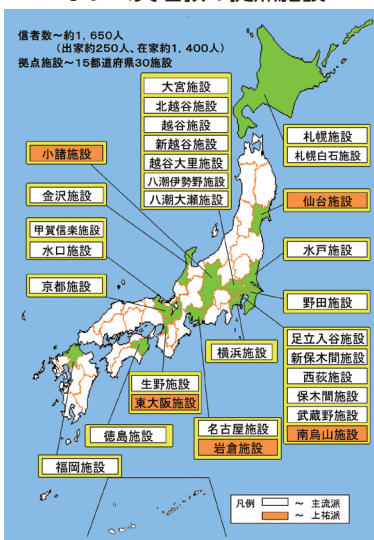 信者数～約1，650人
（出家約250人、在家約1，400人）
拠点施設～15都道府県30施設
大宮施設
北越谷施設
越谷施設
新越谷施設
越谷大里施設
八潮伊勢野施設
八潮大瀬施設
札幌施設
札幌白石施設
小諸施設
金沢施設
仙台施設
甲賀信楽施設
水口施設
水戸施設
京都施設
野田施設
横浜施設
足立入谷施設
新保木間施設
西荻施設
保木間施設
武蔵野施設
南烏山施設
生野施設
東大阪施設
徳島施設
名古屋施設
岩倉施設
福岡施設
凡例 ～ 主流派
～ 上祐派